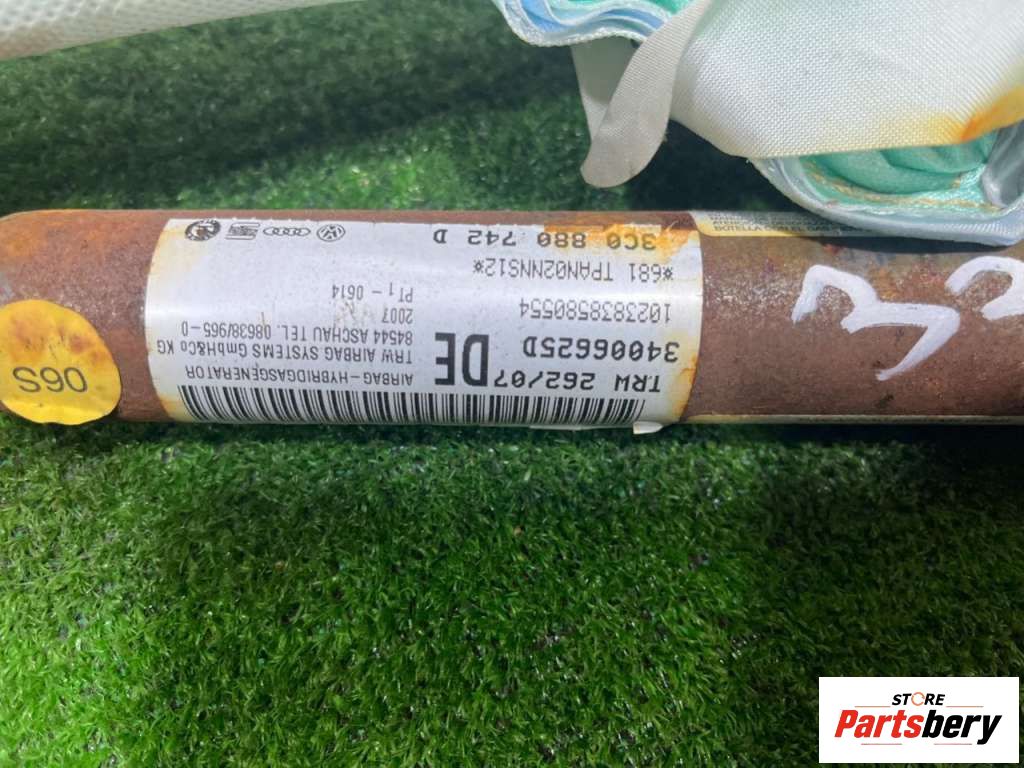 TRW 262/07
34006625D
102383858O554
*681 TPAN02NNS12*
3C0 880 742 D
DE
AIRBAG-HYBRIDGASGENERATOR
TRW AIRBAG SYSTEMS GmbH&Co KG
84544 ASCHAU TEL. 08638/965-0
2007
PT1-0614
06S
STORE
Partsbery